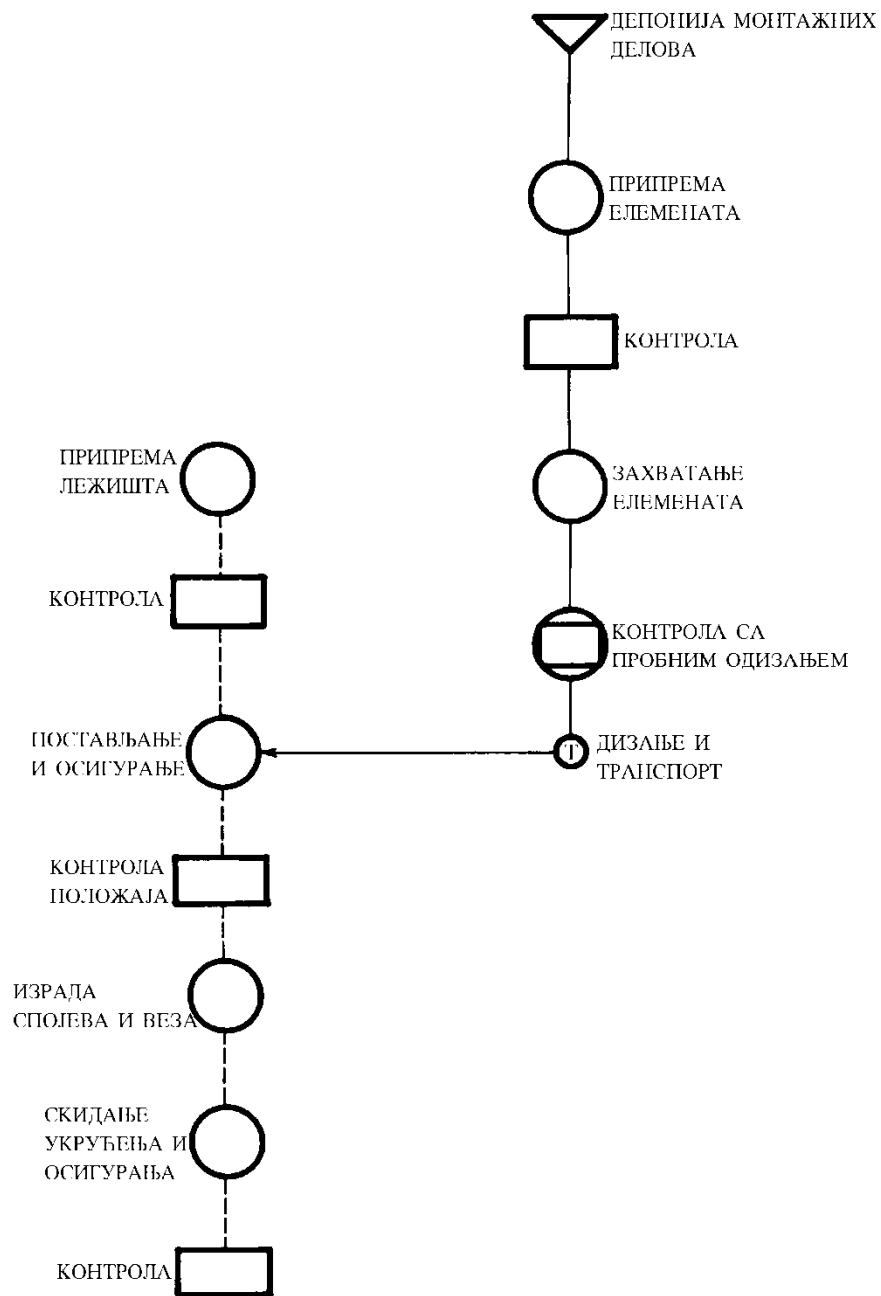 ДЕПОНИЈА МОНТАЖНИХ
ДЕЛОВА
ПРИПРЕМА
ЕЛЕМЕНАТА
КОНТРОЛА
ЗАХВАТАЊЕ
ЕЛЕМЕНАТА
КОНТРОЛА СА
ПРОБНИМ ОДИЗАЊЕМ
Т
ДИЗАЊЕ И
ТРАНСПОРТ
ПРИПРЕМА
ЛЕЖИШТА
КОНТРОЛА
ПОСТАВЉАЊЕ
И ОСИГУРАЊЕ
КОНТРОЛА
ПОЛОЖАЈА
ИЗРАДА
СПОЈЕВА И ВЕЗА
СКИДАЊЕ
УКРУЋЕЊА И
ОСИГУРАЊА
КОНТРОЛА